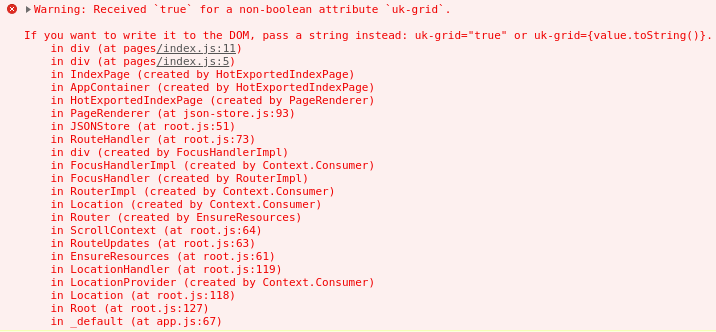 Warning: Received `true` for a non-boolean attribute `uk-grid`.
If you want to write it to the DOM, pass a string instead: uk-grid="true" or uk-grid={value.toString()}.
in div (at pages/index.js:11)
in div (at pages/index.js:5)
in IndexPage (created by HotExportedIndexPage)
in AppContainer (created by HotExportedIndexPage)
in HotExportedIndexPage (created by PageRenderer)
in PageRenderer (at json-store.js:93)
in JSONStore (at root.js:51)
in RouteHandler (at root.js:73)
in div (created by FocusHandlerImpl)
in FocusHandlerImpl (created by Context.Consumer)
in FocusHandler (created by RouterImpl)
in RouterImpl (created by Context.Consumer)
in Location (created by Context.Consumer)
in Router (created by EnsureResources)
in ScrollContext (at root.js:64)
in RouteUpdates (at root.js:63)
in EnsureResources (at root.js:61)
in LocationHandler (at root.js:119)
in LocationProvider (created by Context.Consumer)
in Location (at root.js:118)
in Root (at root.js:127)
in _default (at app.js:67)